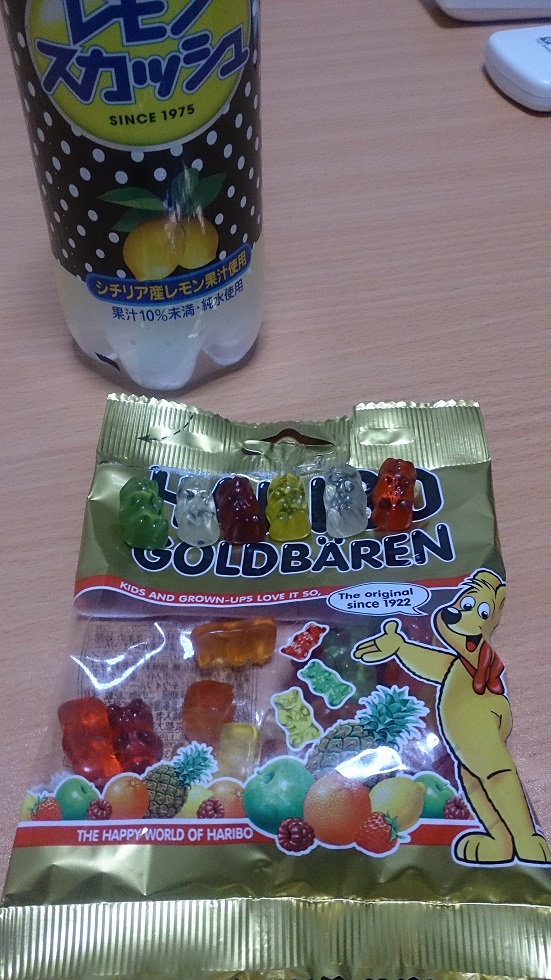 レモン
スカッシュ
SINCE 1975
シチリア産レモン果汁使用
果汁10%未満・純水使用
HARIBO
GOLDBÄREN
KIDS AND GROWN-UPS LOVE IT SO,
The original
since 1922
THE HAPPY WORLD OF HARIBO